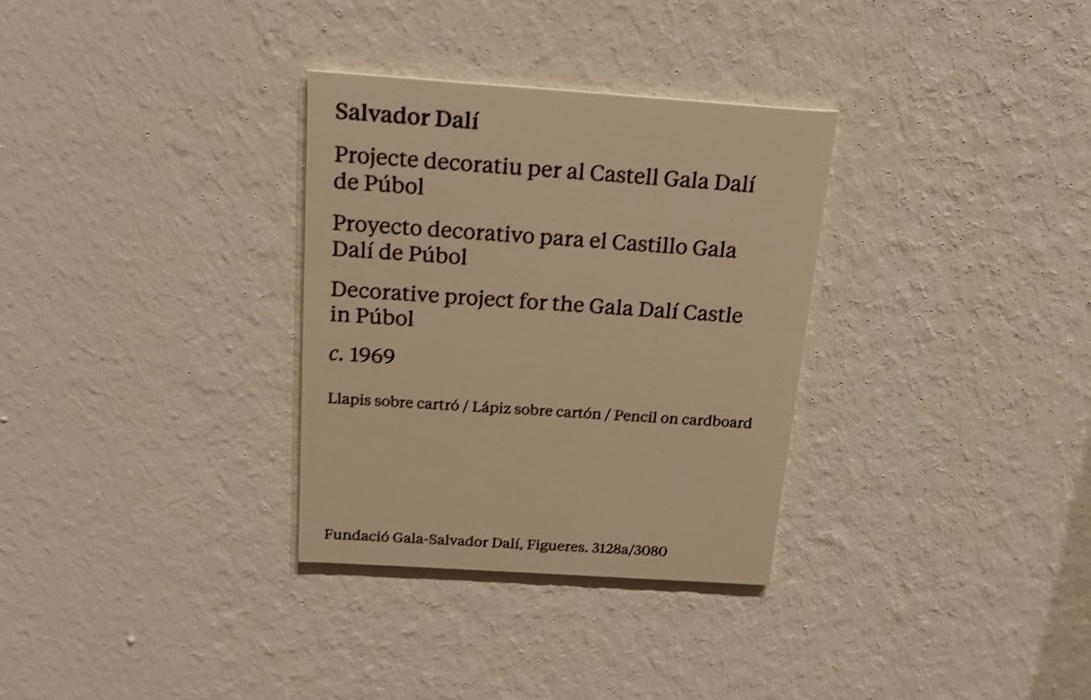 Salvador Dalí
Projecte decoratiu per al Castell Gala Dalí
de Púbol
Proyecto decorativo para el Castillo Gala
Dalí de Púbol
Decorative project for the Gala Dalí Castle
in Púbol
c. 1969
Llapis sobre cartró / Lápiz sobre cartón / Pencil on cardboard
Fundació Gala-Salvador Dalí, Figueres. 3128a/3080